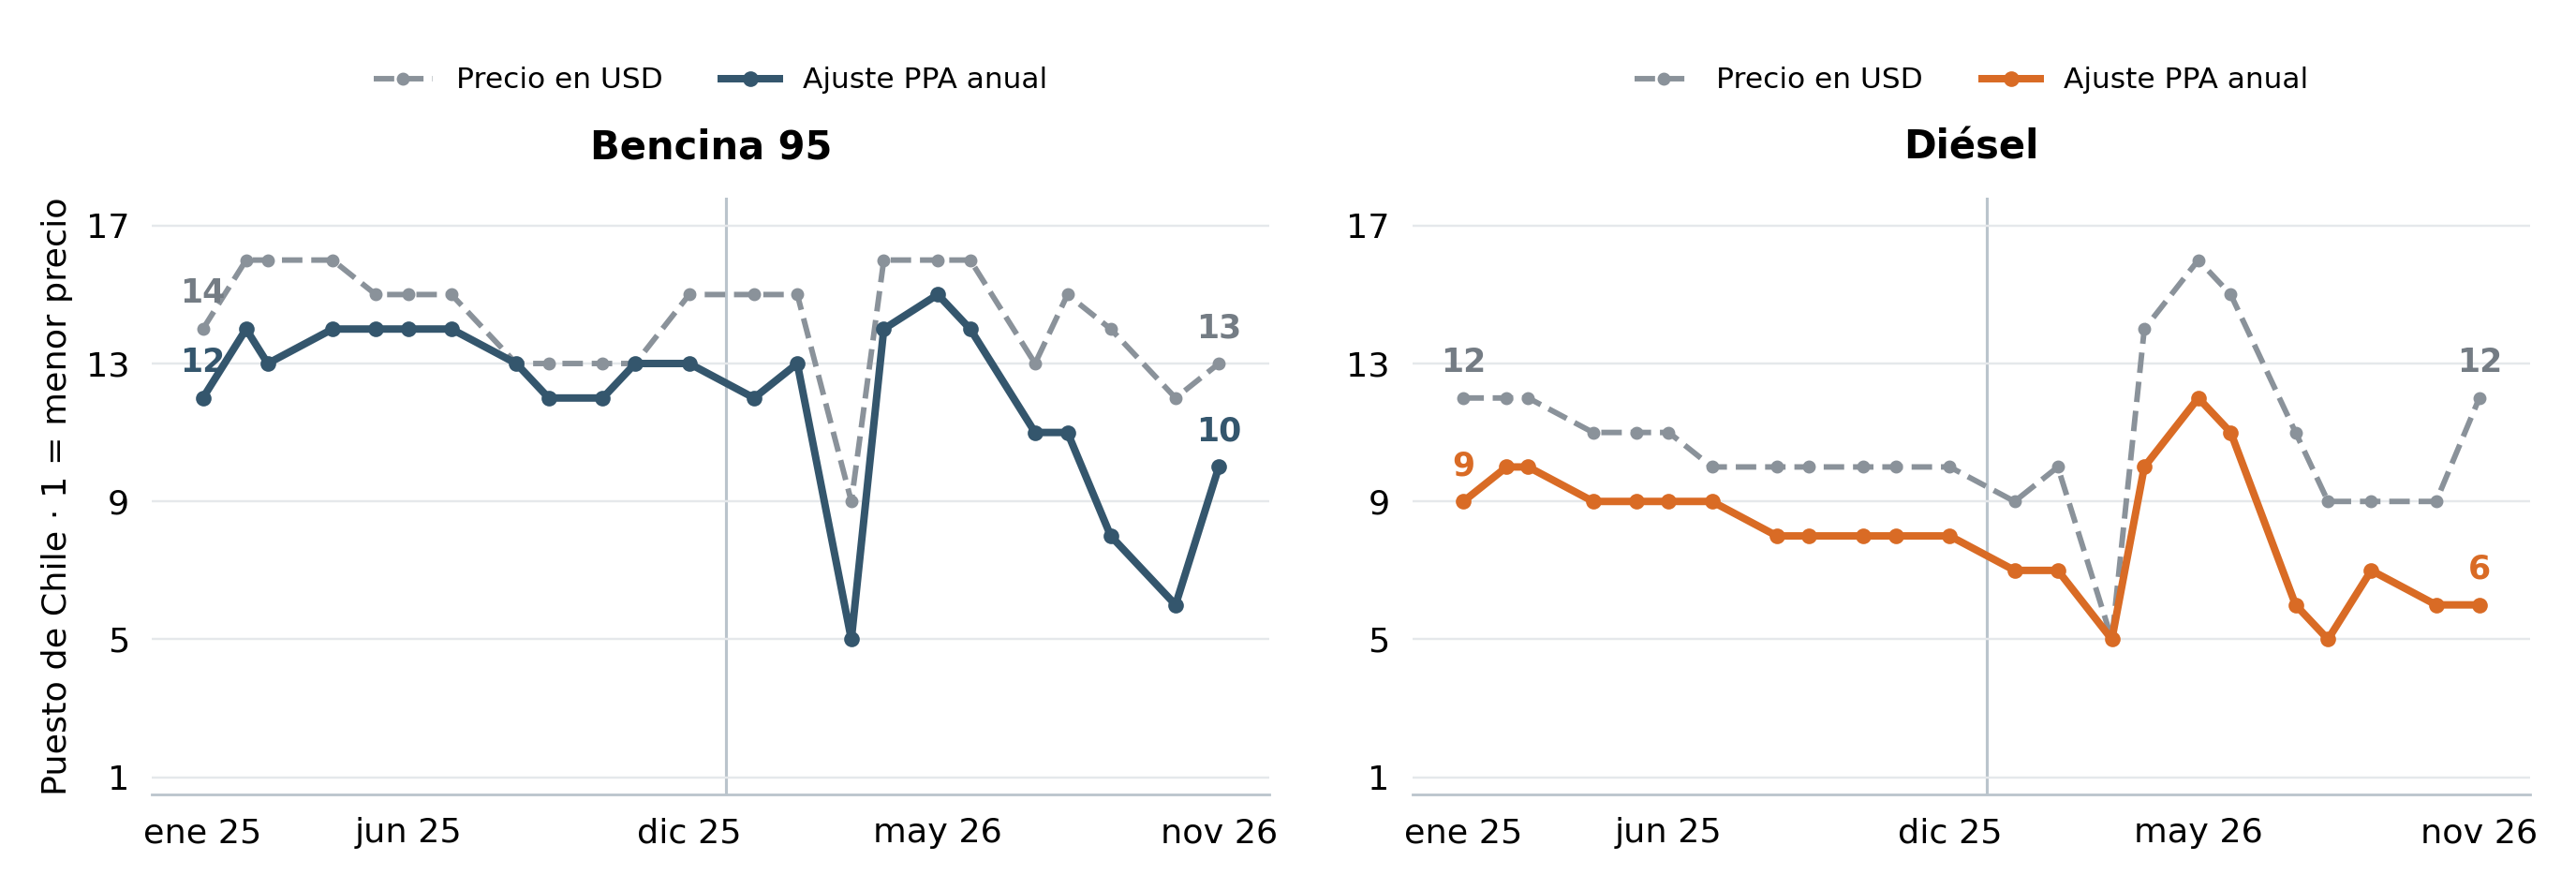 Precio en USD
Ajuste PPA anual
Bencina 95
Puesto de Chile · 1 = menor precio
17
13
9
5
1
14
12
13
10
ene 25
jun 25
dic 25
may 26
nov 26
Precio en USD
Ajuste PPA anual
Diésel
17
13
9
5
1
12
9
12
6
ene 25
jun 25
dic 25
may 26
nov 26